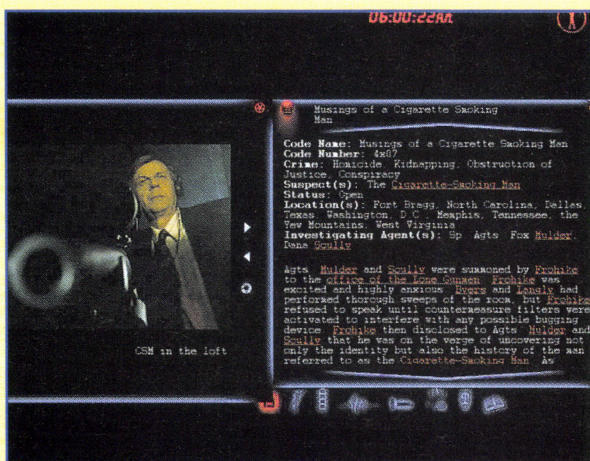 06:00:22AM
Musings of a Cigarette Smoking
Man
Code Name: Musings of a Cigarette Smoking Man
Code Number: 4x07
Crime: Homicide, Kidnapping, Obstruction of
Justice, Conspiracy
Suspect(s): The Cigarette-Smoking Man
Status: Open
Location(s): Fort Bragg, North Carolina, Dallas,
Texas, Washington, D.C., Memphis, Tennessee, the
Yew Mountains, West Virginia
Investigating Agent(s): Sp. Agts. Fox Mulder,
Dana Scully
Agts. Mulder and Scully were summoned by Frohike
to the office of the Lone Gunmen. Frohike was
excited and highly anxious. Byers and Langly had
performed thorough sweeps of the room, but Frohike
refused to speak until countermeasure filters were
activated to interfere with any possible bugging
device. Frohike then disclosed to Agts. Mulder and
Scully that he was on the verge of uncovering not
only the identity but also the history of the man
referred to as the Cigarette-Smoking Man. As
CSM in the loft